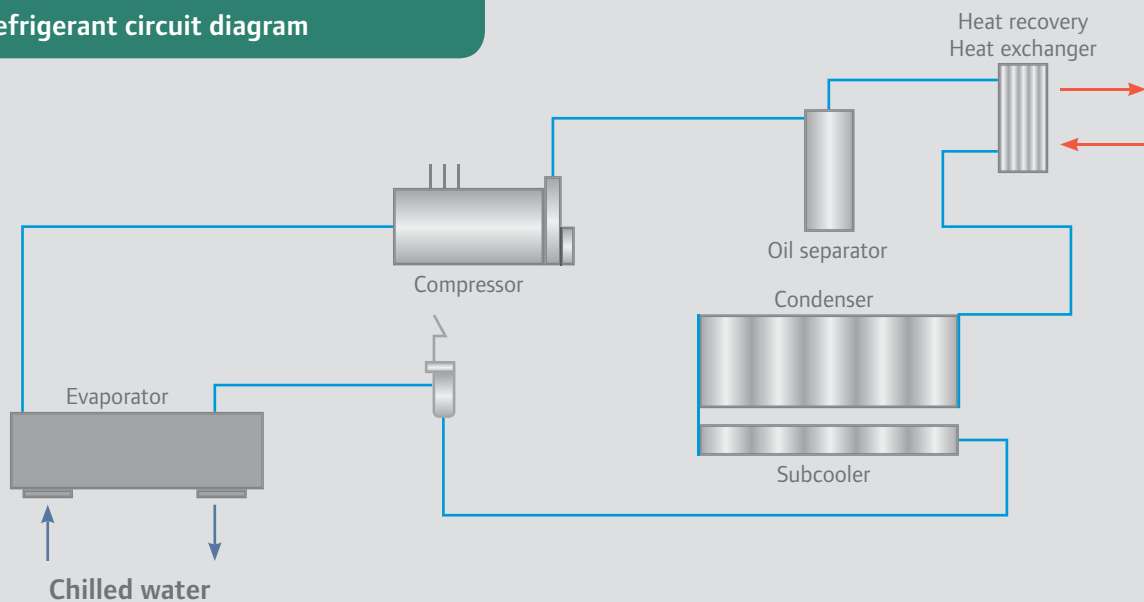 efrigerant circuit diagram
Heat recovery
Heat exchanger
Oil separator
Compressor
Condenser
Evaporator
Subcooler
Chilled water